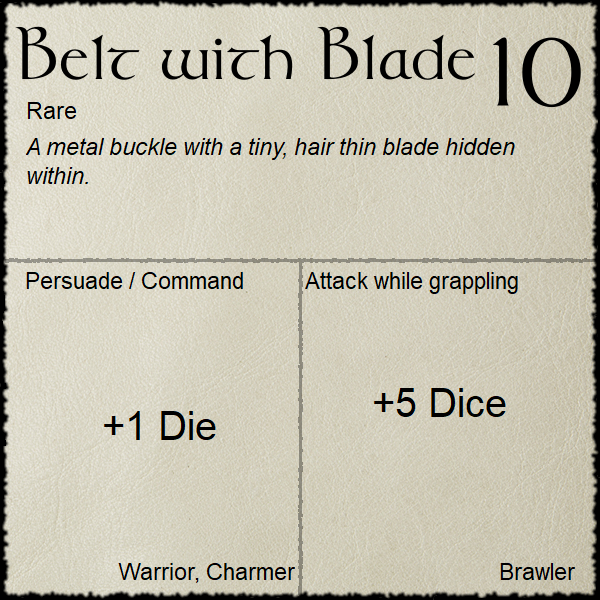 Belt with Blade 10
Rare
A metal buckle with a tiny, hair thin blade hidden
within.
Persuade / Command
+1 Die
Warrior, Charmer
Attack while grappling
+5 Dice
Brawler